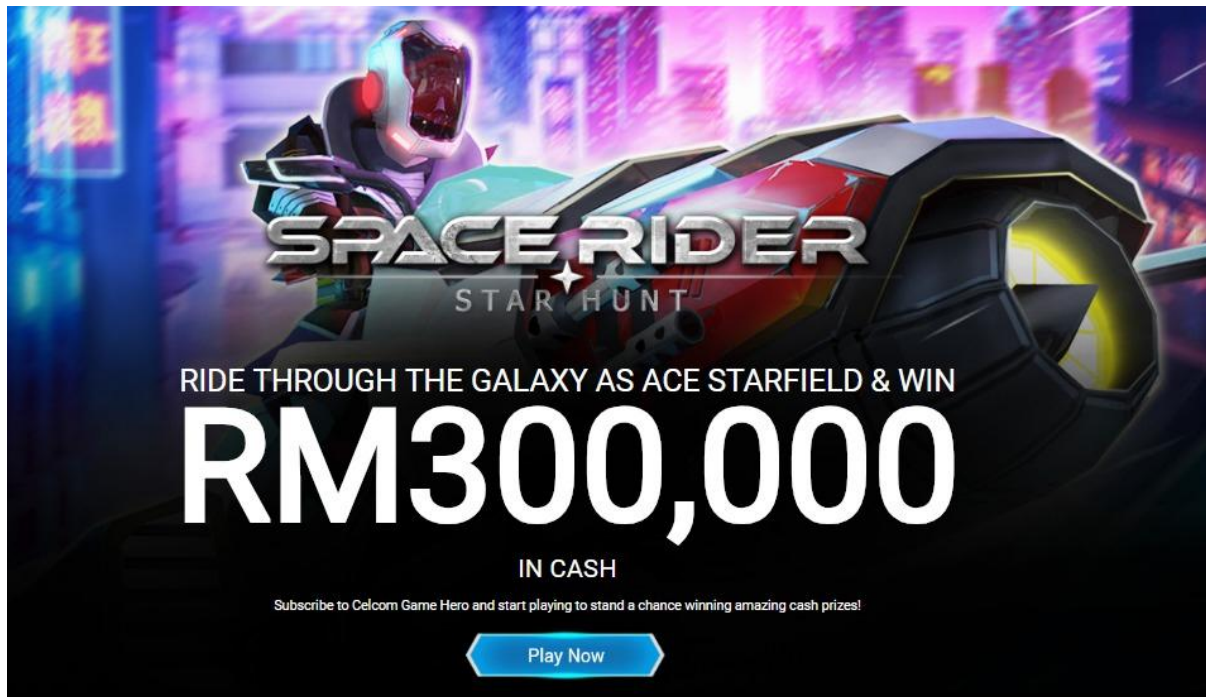 SPACE RIDER
STAR HUNT
RIDE THROUGH THE GALAXY AS ACE STARFIELD & WIN
RM300,000
IN CASH
Subscribe to Celcom Game Hero and start playing to stand a chance winning amazing cash prizes!
Play Now